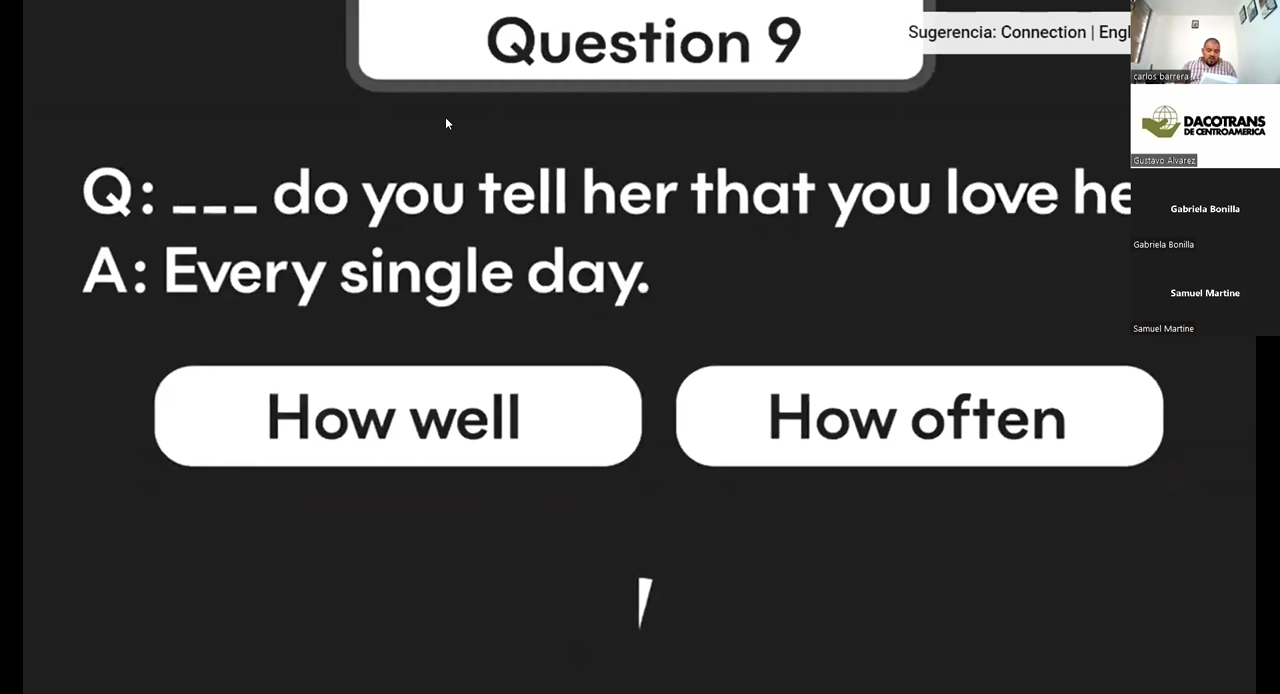 Question 9
Sugerencia: Connection | Engl
Q: ___ do you tell her that you love he
A: Every single day.
How well
How often
carlos barrera
DACOTRANS
DE CENTROAMERICA
Gustavo Alvarez
Gabriela Bonilla
Gabriela Bonilla
Samuel Martine
Samuel Martine